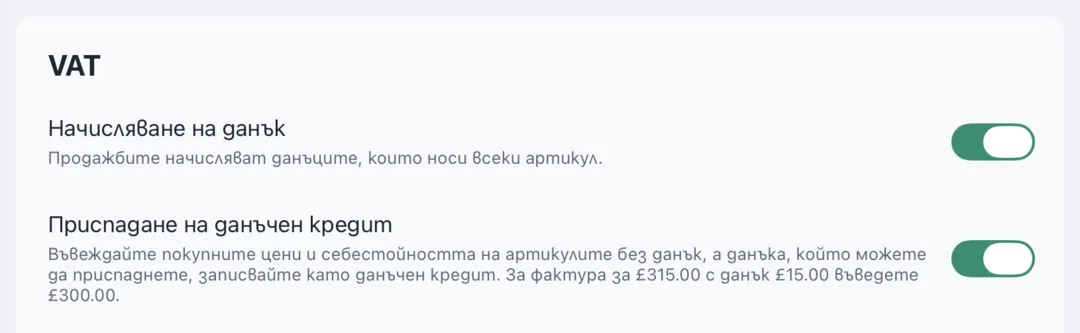 VAT
Начисляване на данък
Продажбите начисляват данъците, които носи всеки артикул.
Приспадане на данъчен кредит
Въвеждайте покупните цени и себестойността на артикулите без данък, а данъка, който можете
да приспаднете, записвайте като данъчен кредит. За фактура за £315.00 с данък £15.00 въведете
£300.00.